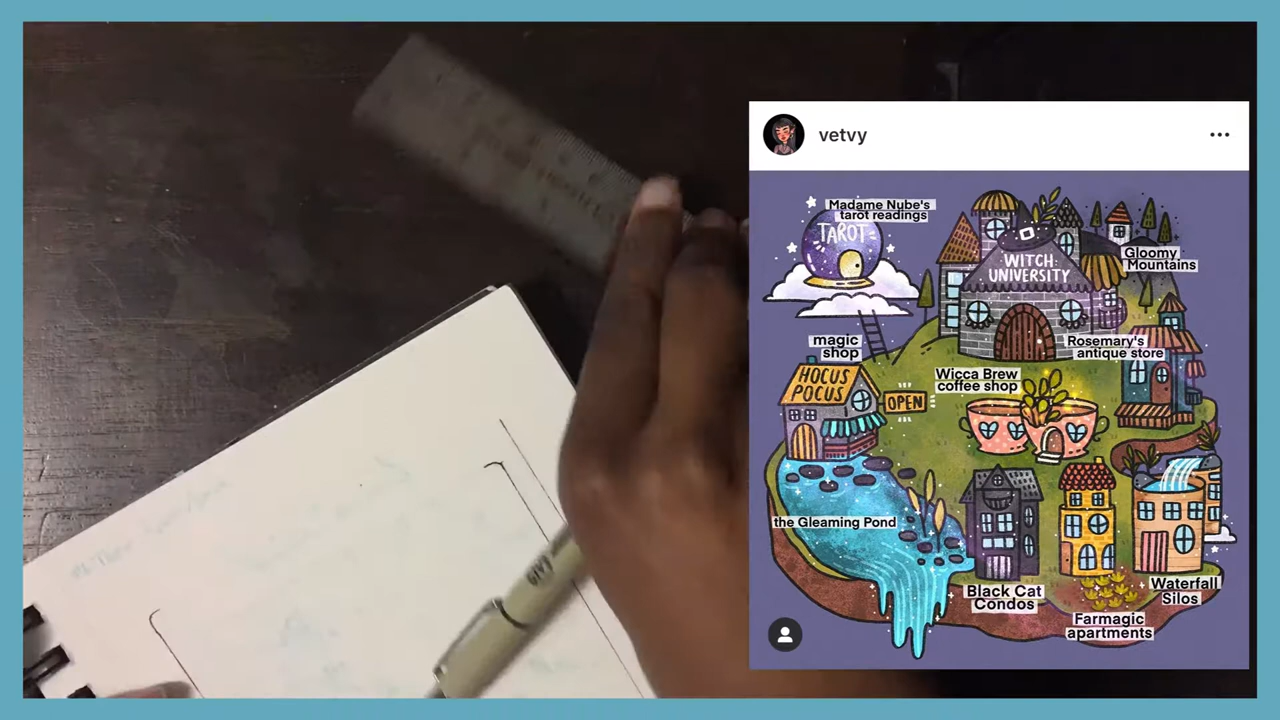 vetvy
Madame Nube's
tarot readings
TAROT
WITCH
UNIVERSITY
Gloomy
Mountains
magic
shop
Rosemary's
antique store
HOCUS
POCUS
OPEN
Wicca Brew
coffee shop
the Gleaming Pond
Black Cat
Condos
Waterfall
Silos
Farmagic
apartments